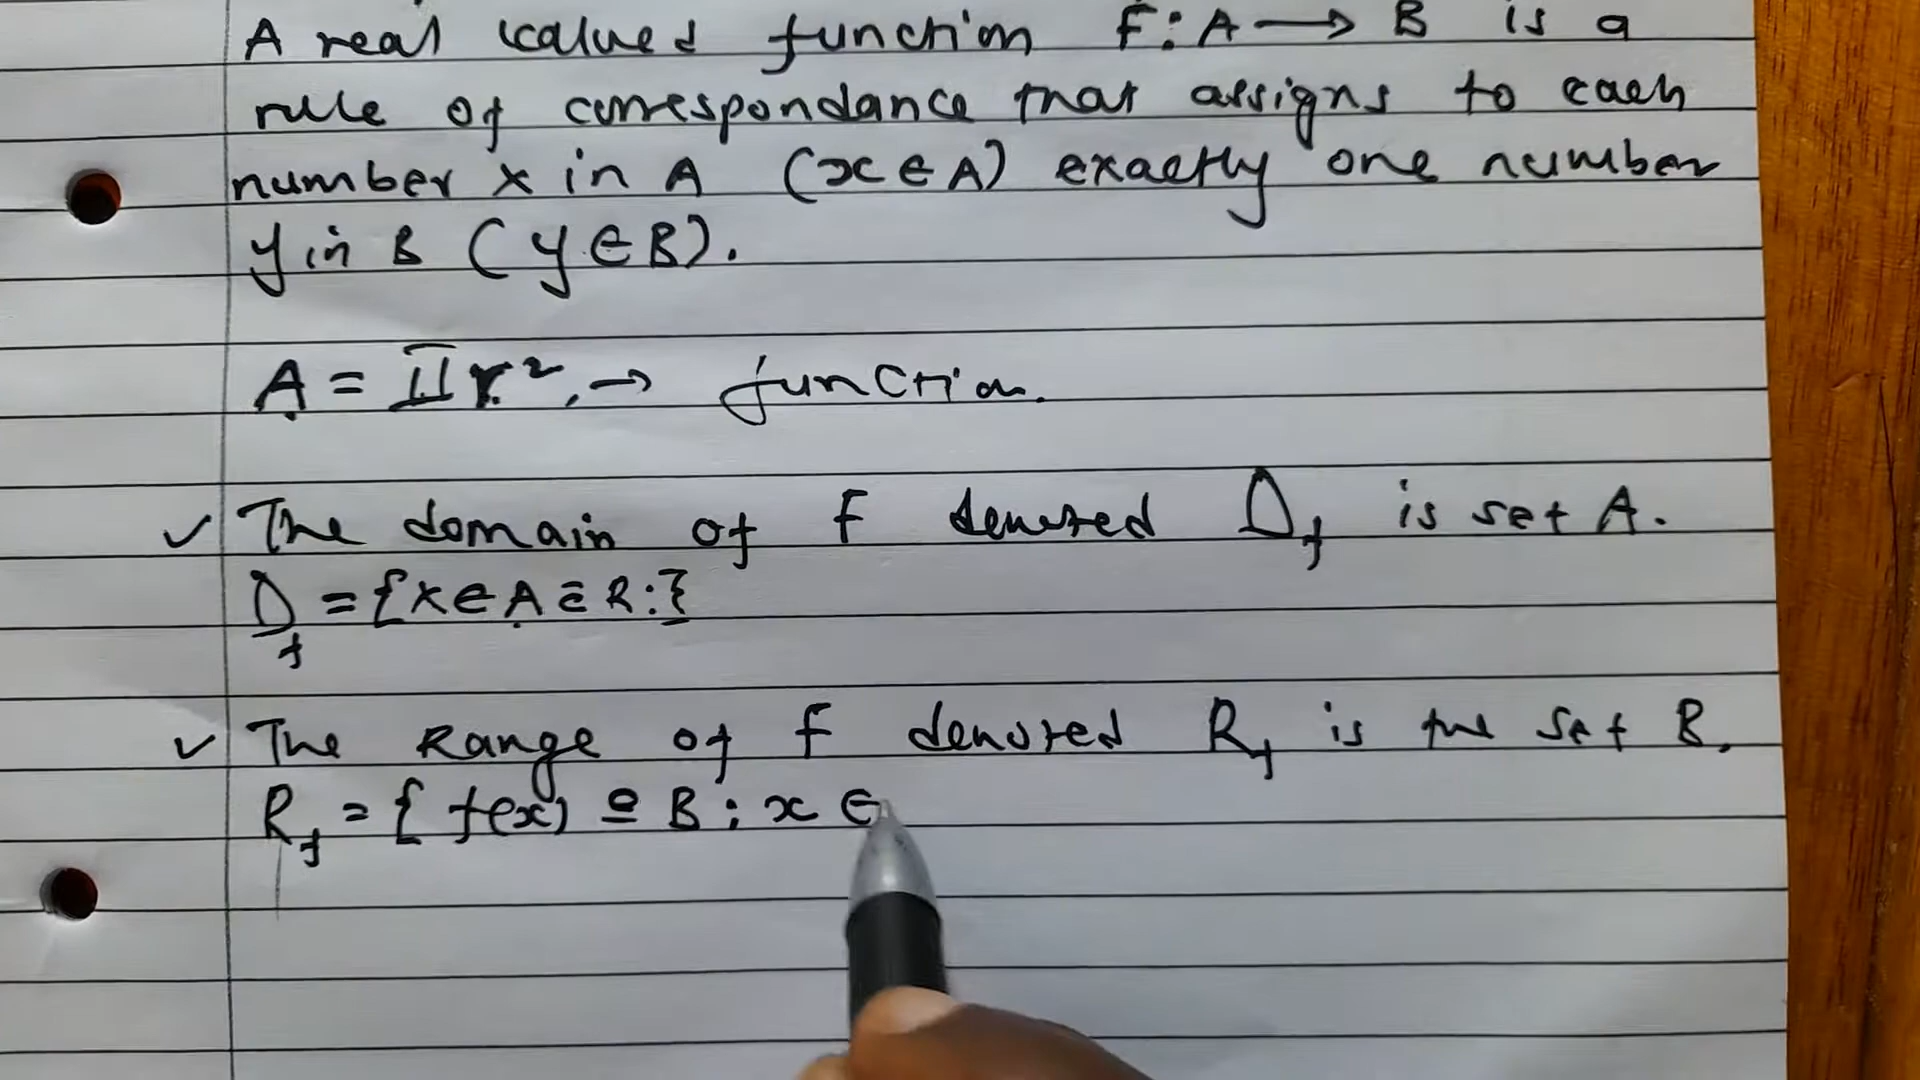 A real valued function F: A → B is a
rule of correspondance that assigns to each
number x in A (x ∈ A) exactly one number
y in B (y ∈ B).
A = πr², → function.
✓ The domain of F denoted D_f is set A.
D_f = {x ∈ A ⊆ R:}
✓ The Range of F denoted R_f is the set B.
R_f = { f(x) ⊆ B : x ∈